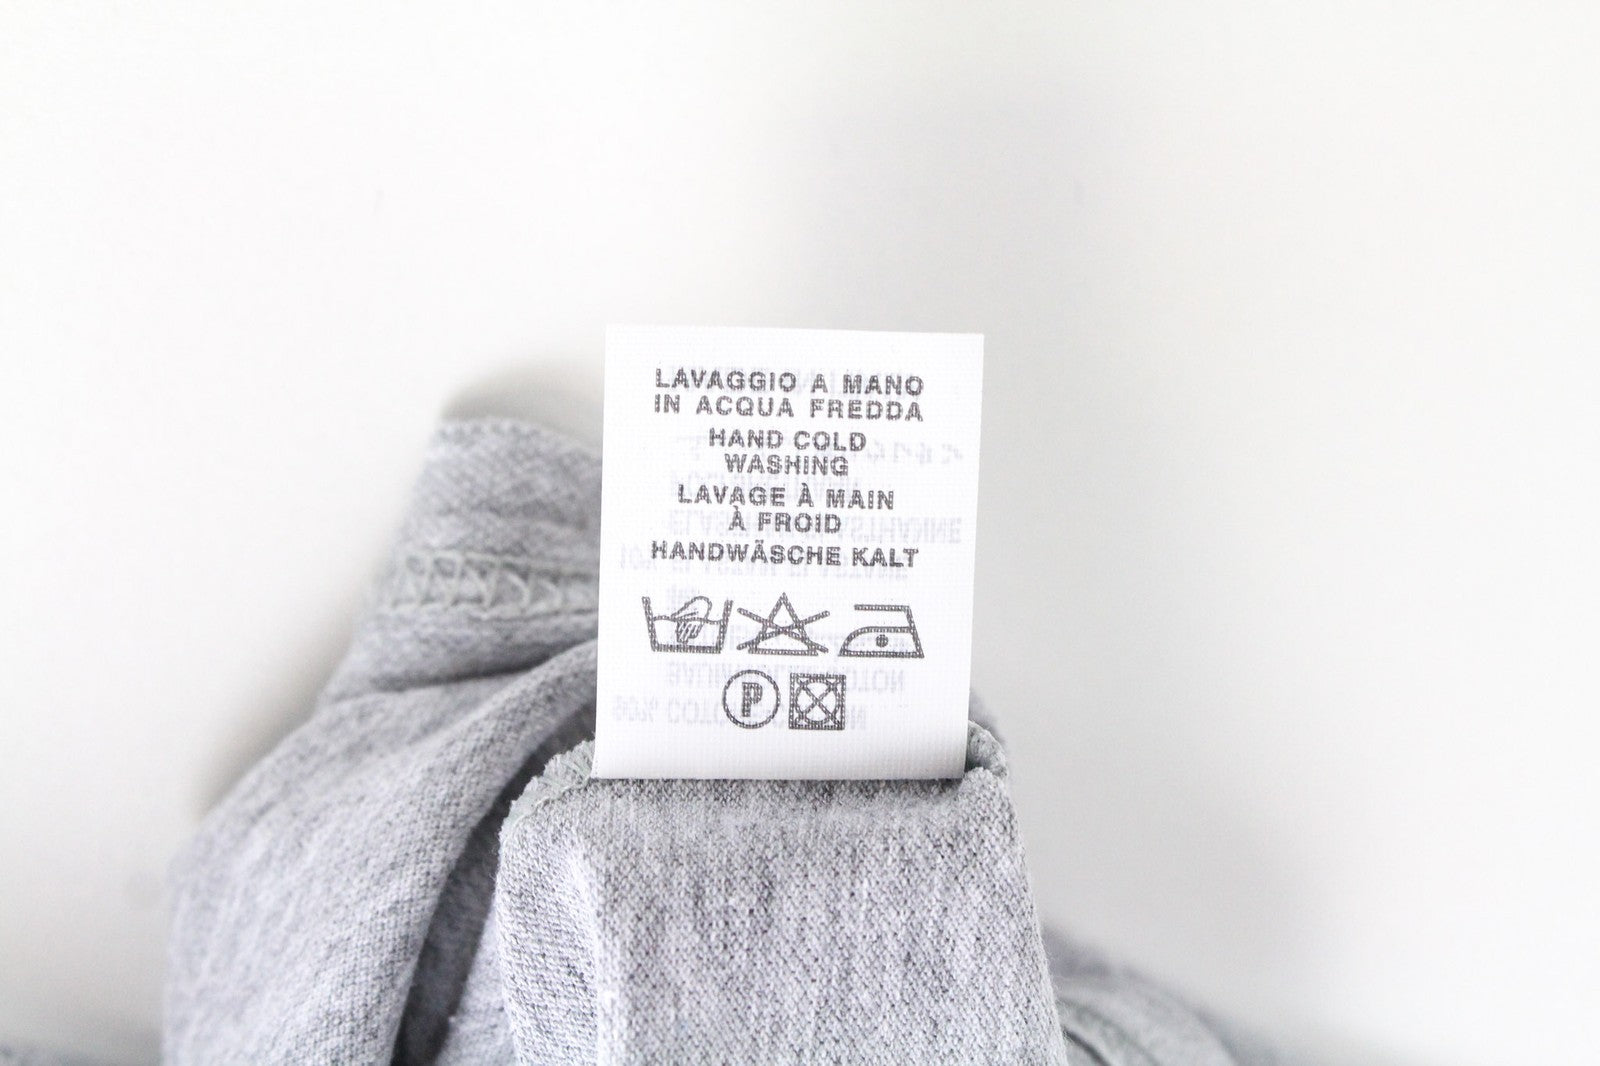 LAVAGGIO A MANO
IN ACQUA FREDDA
HAND COLD
WASHING
LAVAGE À MAIN
À FROID
HANDWÄSCHE KALT
P